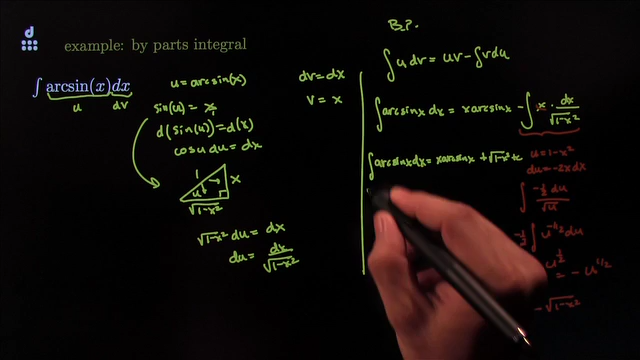 d
example: by parts integral
∫ arcsin(x)dx
u dv
u = arcsin(x)
dv = dx
v = x
sin(u) = x/1
d(sin(u)) = d(x)
cos u du = dx
1
x
u
√1-x²
√1-x² du = dx
du = dx/√1-x²
B.P.
∫ u dv = uv - ∫ v du
∫ arcsin x dx = x arcsin x - ∫ x · dx/√1-x²
∫ arcsin x dx = x arcsin x + √1-x² + c
u = 1-x²
du = -2x dx
∫ -½ du/√u
-½ ∫ u^-1/2 du
u^½
= - u^1/2
- √1-x²